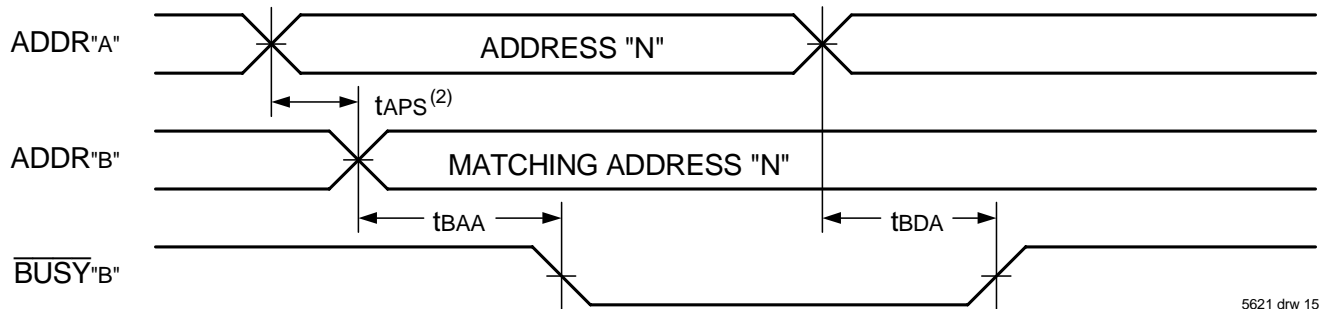 ADDR"A"
ADDRESS "N"
tAPS(2)
ADDR"B"
MATCHING ADDRESS "N"
tBAA
tBDA
BUSY"B"
5621 drw 15